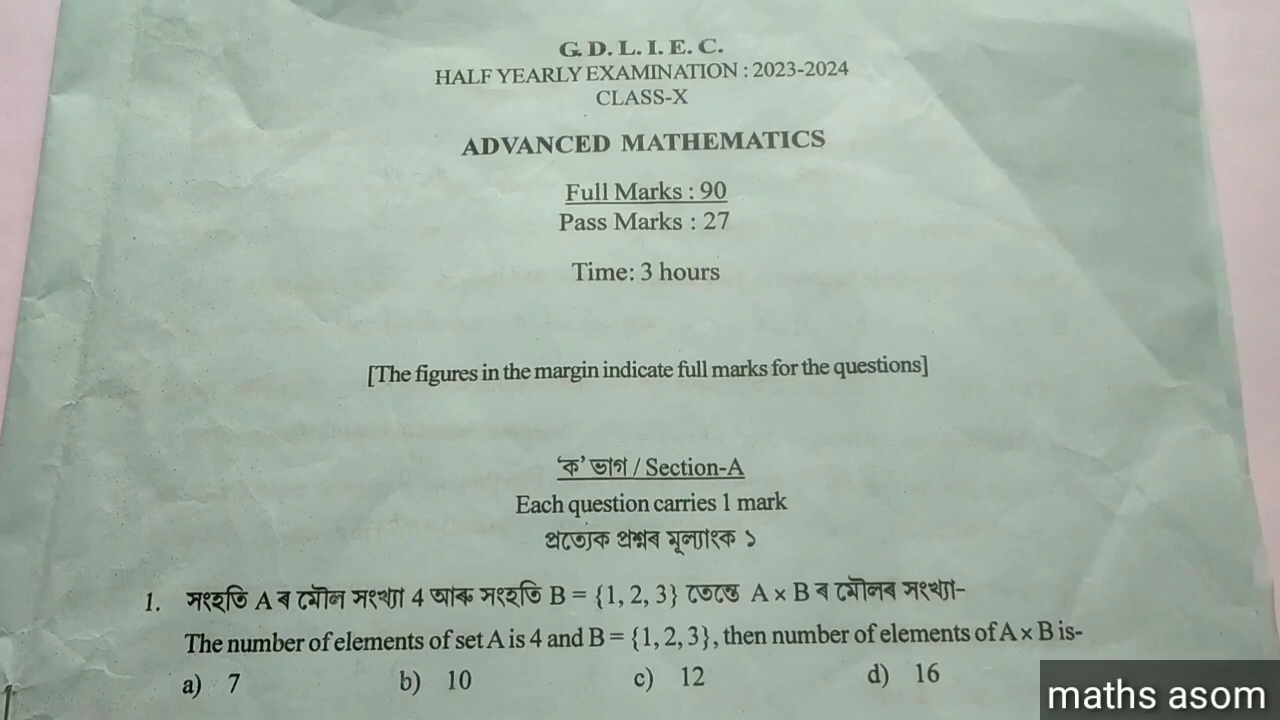 G. D. L. I. E. C.
HALF YEARLY EXAMINATION : 2023-2024
CLASS-X
ADVANCED MATHEMATICS
Full Marks : 90
Pass Marks : 27
Time: 3 hours
[The figures in the margin indicate full marks for the questions]
‘ক’ ভাগ / Section-A
Each question carries 1 mark
প্রত্যেক প্ৰশ্নৰ মূল্যাংক ১
1. সংহতি A ৰ মৌল সংখ্যা 4 আৰু সংহতি B = {1, 2, 3} তেন্তে A × B ৰ মৌলৰ সংখ্যা-
The number of elements of set A is 4 and B = {1, 2, 3}, then number of elements of A × B is-
a) 7 b) 10 c) 12 d) 16
maths asom